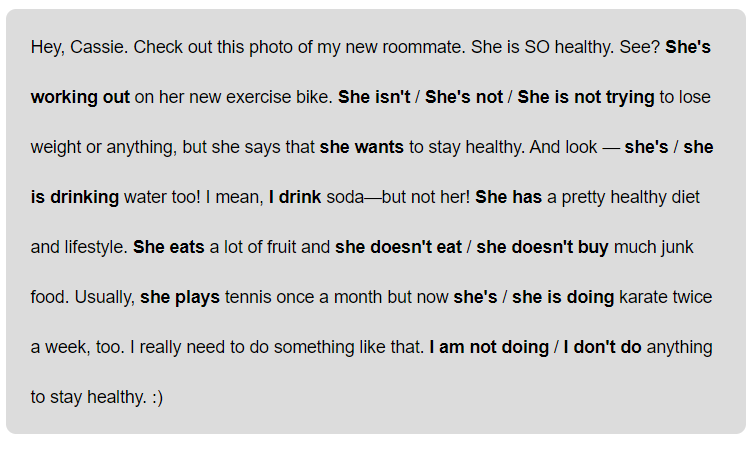 Hey, Cassie. Check out this photo of my new roommate. She is SO healthy. See? She's
working out on her new exercise bike. She isn't / She's not / She is not trying to lose
weight or anything, but she says that she wants to stay healthy. And look — she's / she
is drinking water too! I mean, I drink soda—but not her! She has a pretty healthy diet
and lifestyle. She eats a lot of fruit and she doesn't eat / she doesn't buy much junk
food. Usually, she plays tennis once a month but now she's / she is doing karate twice
a week, too. I really need to do something like that. I am not doing / I don't do anything
to stay healthy. :)